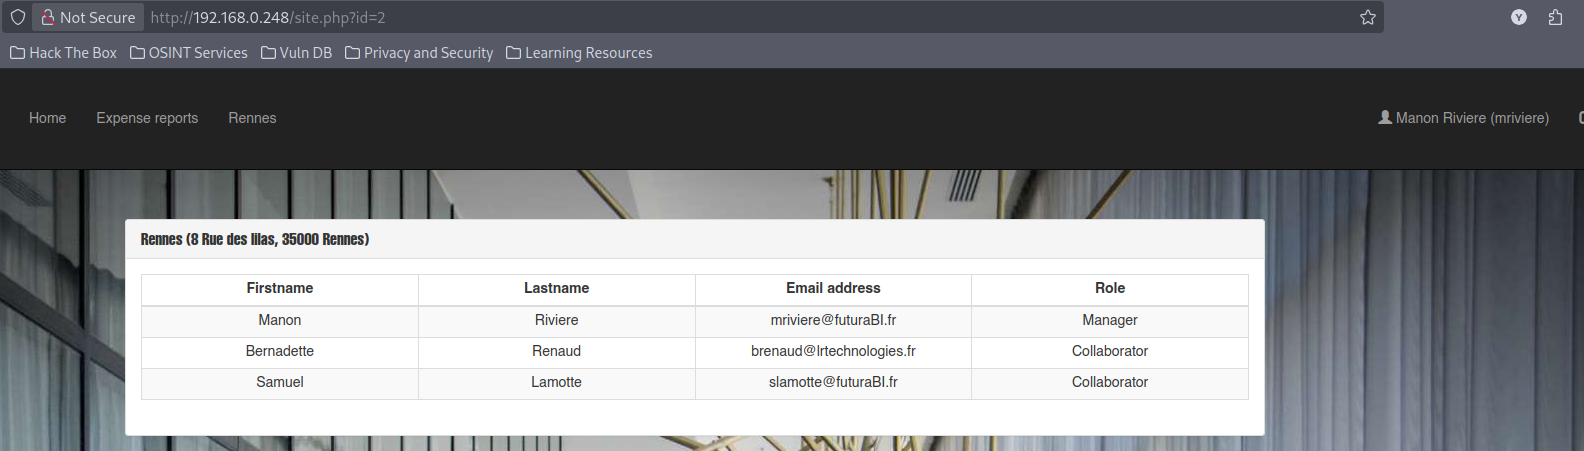 Not Secure http://192.168.0.248/site.php?id=2 Y
Hack The Box OSINT Services Vuln DB Privacy and Security Learning Resources
Home Expense reports Rennes Manon Riviere (mriviere)
Rennes (8 Rue des lilas, 35000 Rennes)
Firstname Lastname Email address Role
Manon Riviere mriviere@futuraBI.fr Manager
Bernadette Renaud brenaud@lrtechnologies.fr Collaborator
Samuel Lamotte slamotte@futuraBI.fr Collaborator